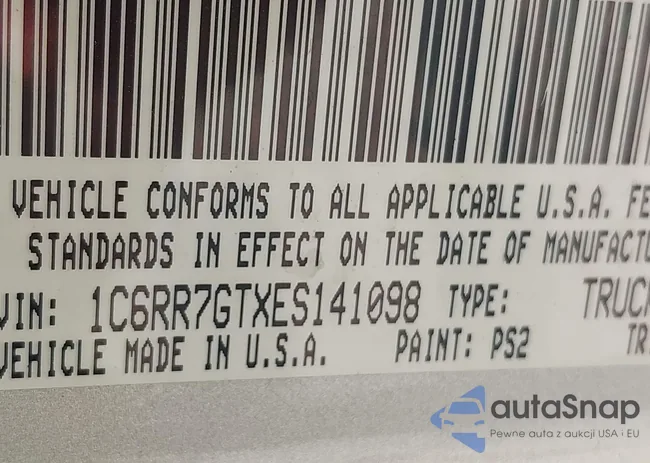 VEHICLE CONFORMS TO ALL APPLICABLE U.S.A. FE
STANDARDS IN EFFECT ON THE DATE OF MANUFACTU
VIN: 1C6RR7GTXES141098 TYPE: TRUCK
VEHICLE MADE IN U.S.A. PAINT: PS2 TR
autaSnap
Pewne auta z aukcji USA i EU